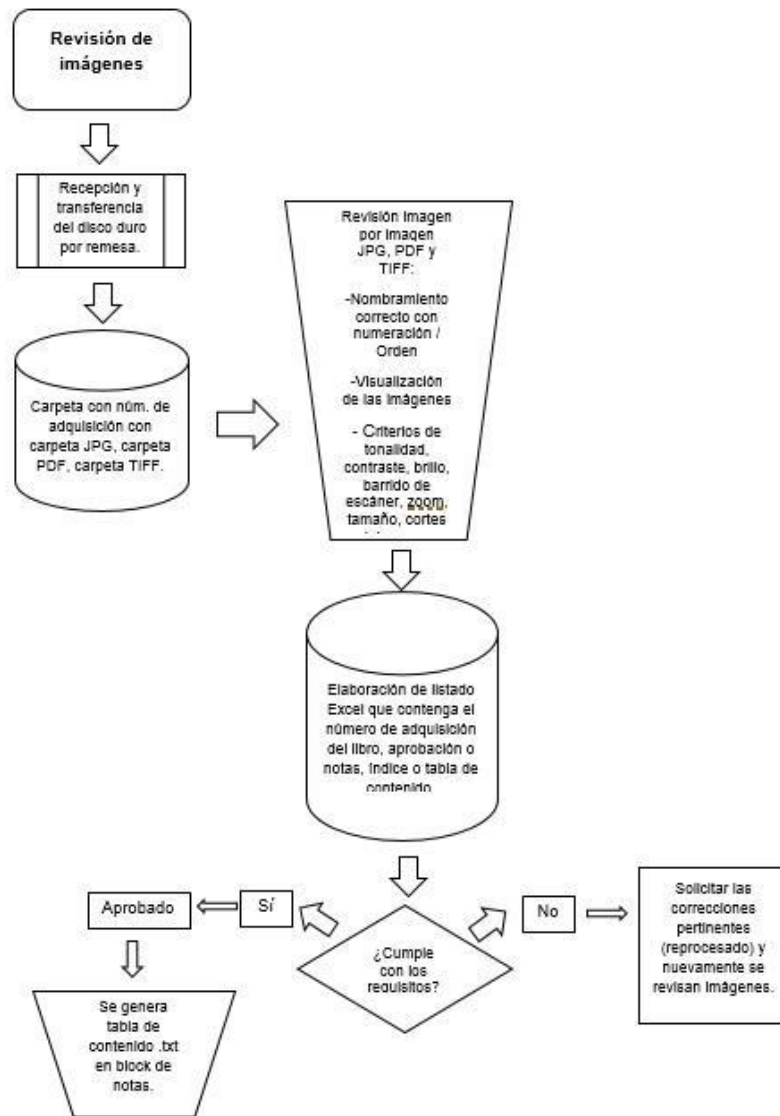 Revisión de
imágenes
Recepción y
transferencia
del disco duro
por remesa.
Carpeta con núm. de
adquisición con
carpeta JPG, carpeta
PDF, carpeta TIFF.
Revisión imagen
por imagen
JPG, PDF y
TIFF:
-Nombramiento
correcto con
numeración /
Orden
-Visualización
de las imágenes
- Criterios de
tonalidad,
contraste, brillo,
barrido de
escáner, zoom,
tamaño, cortes
Elaboración de listado
Excel que contenga el
número de adquisición
del libro, aprobación o
notas, índice o tabla de
contenido
¿Cumple
con los
requisitos?
Sí
Aprobado
Se genera
tabla de
contenido .txt
en block de
notas.
No
Solicitar las
correcciones
pertinentes
(reprocesado) y
nuevamente se
revisan imágenes.